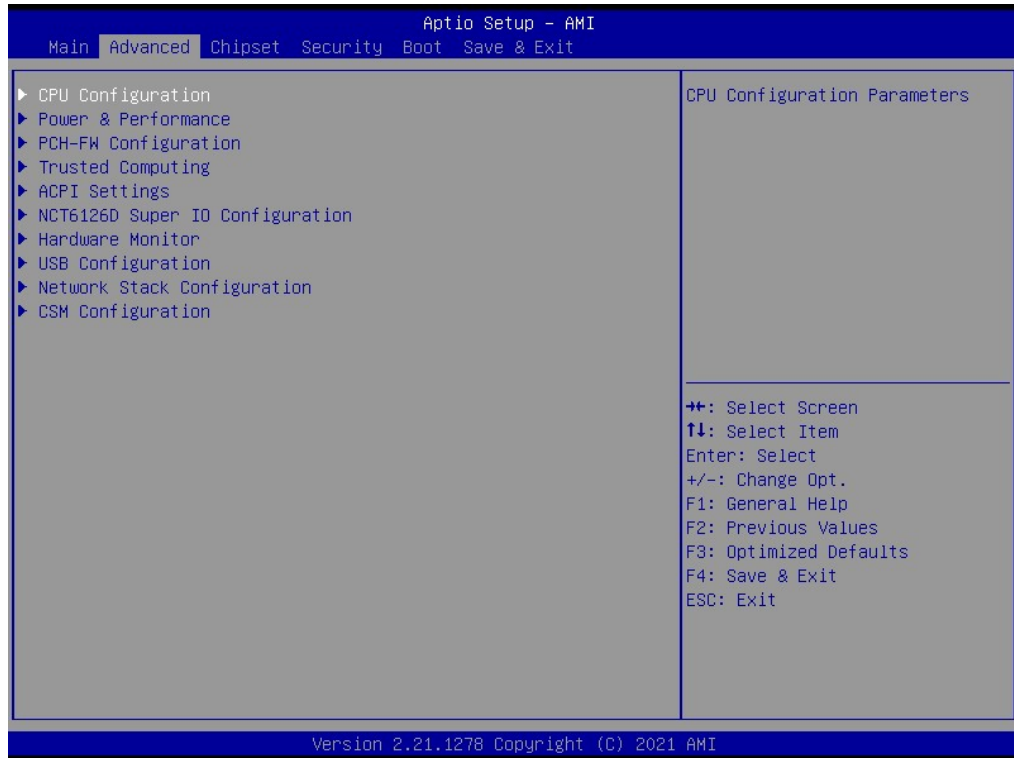 Aptio Setup - AMI
Main Advanced Chipset Security Boot Save & Exit
▶ CPU Configuration
▶ Power & Performance
▶ PCH-FW Configuration
▶ Trusted Computing
▶ ACPI Settings
▶ NCT6126D Super IO Configuration
▶ Hardware Monitor
▶ USB Configuration
▶ Network Stack Configuration
▶ CSM Configuration
CPU Configuration Parameters
→←: Select Screen
↑↓: Select Item
Enter: Select
+/-: Change Opt.
F1: General Help
F2: Previous Values
F3: Optimized Defaults
F4: Save & Exit
ESC: Exit
Version 2.21.1278 Copyright (C) 2021 AMI